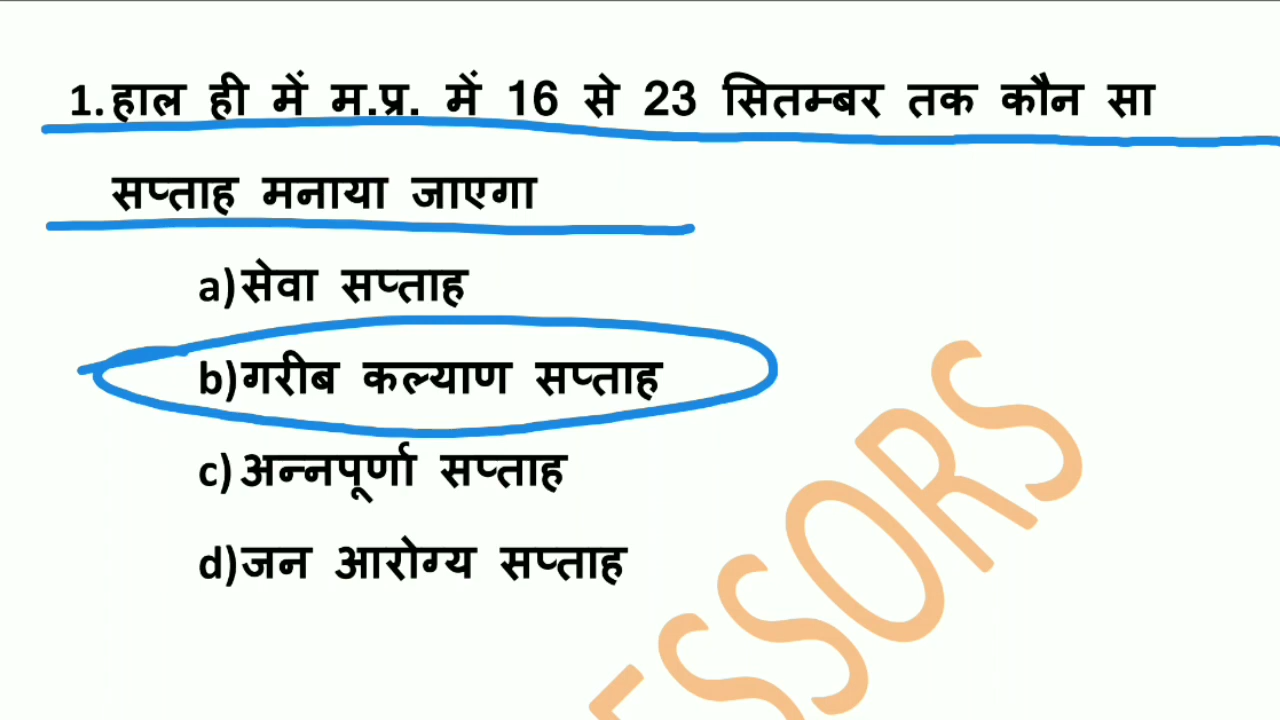 1. हाल ही में म.प्र. में 16 से 23 सितम्बर तक कौन सा
सप्ताह मनाया जाएगा
a) सेवा सप्ताह
b) गरीब कल्याण सप्ताह
c) अन्नपूर्णा सप्ताह
d) जन आरोग्य सप्ताह
ESSORS